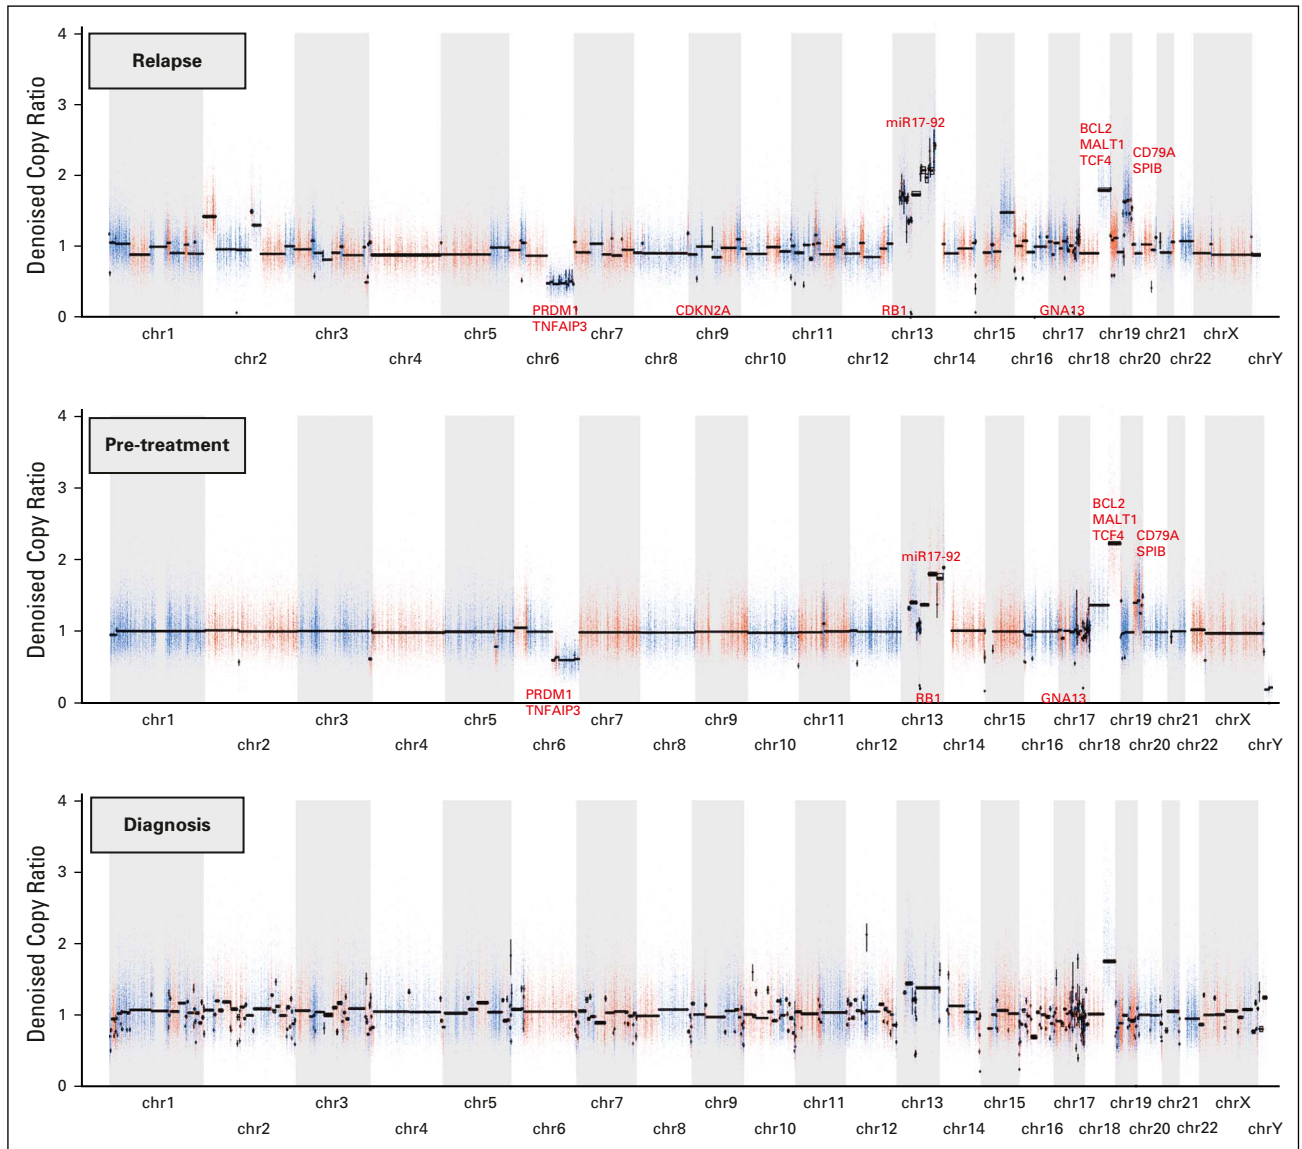 4
Relapse
3
miR17-92
BCL2
MALT1
TCF4
CD79A
SPIB
2
1
0
Denoised Copy Ratio
PRDM1
TNFAIP3
CDKN2A
RB1
GNA13
chr1 chr3 chr5 chr7 chr9 chr11 chr13 chr15 chr17 chr19 chr21 chrX
chr2 chr4 chr6 chr8 chr10 chr12 chr14 chr16 chr18 chr20 chr22 chrY
4
Pre-treatment
3
BCL2
MALT1
TCF4
CD79A
SPIB
miR17-92
2
1
0
Denoised Copy Ratio
PRDM1
TNFAIP3
RB1
GNA13
chr1 chr3 chr5 chr7 chr9 chr11 chr13 chr15 chr17 chr19 chr21 chrX
chr2 chr4 chr6 chr8 chr10 chr12 chr14 chr16 chr18 chr20 chr22 chrY
4
Diagnosis
3
2
1
0
Denoised Copy Ratio
chr1 chr3 chr5 chr7 chr9 chr11 chr13 chr15 chr17 chr19 chr21 chrX
chr2 chr4 chr6 chr8 chr10 chr12 chr14 chr16 chr18 chr20 chr22 chrY